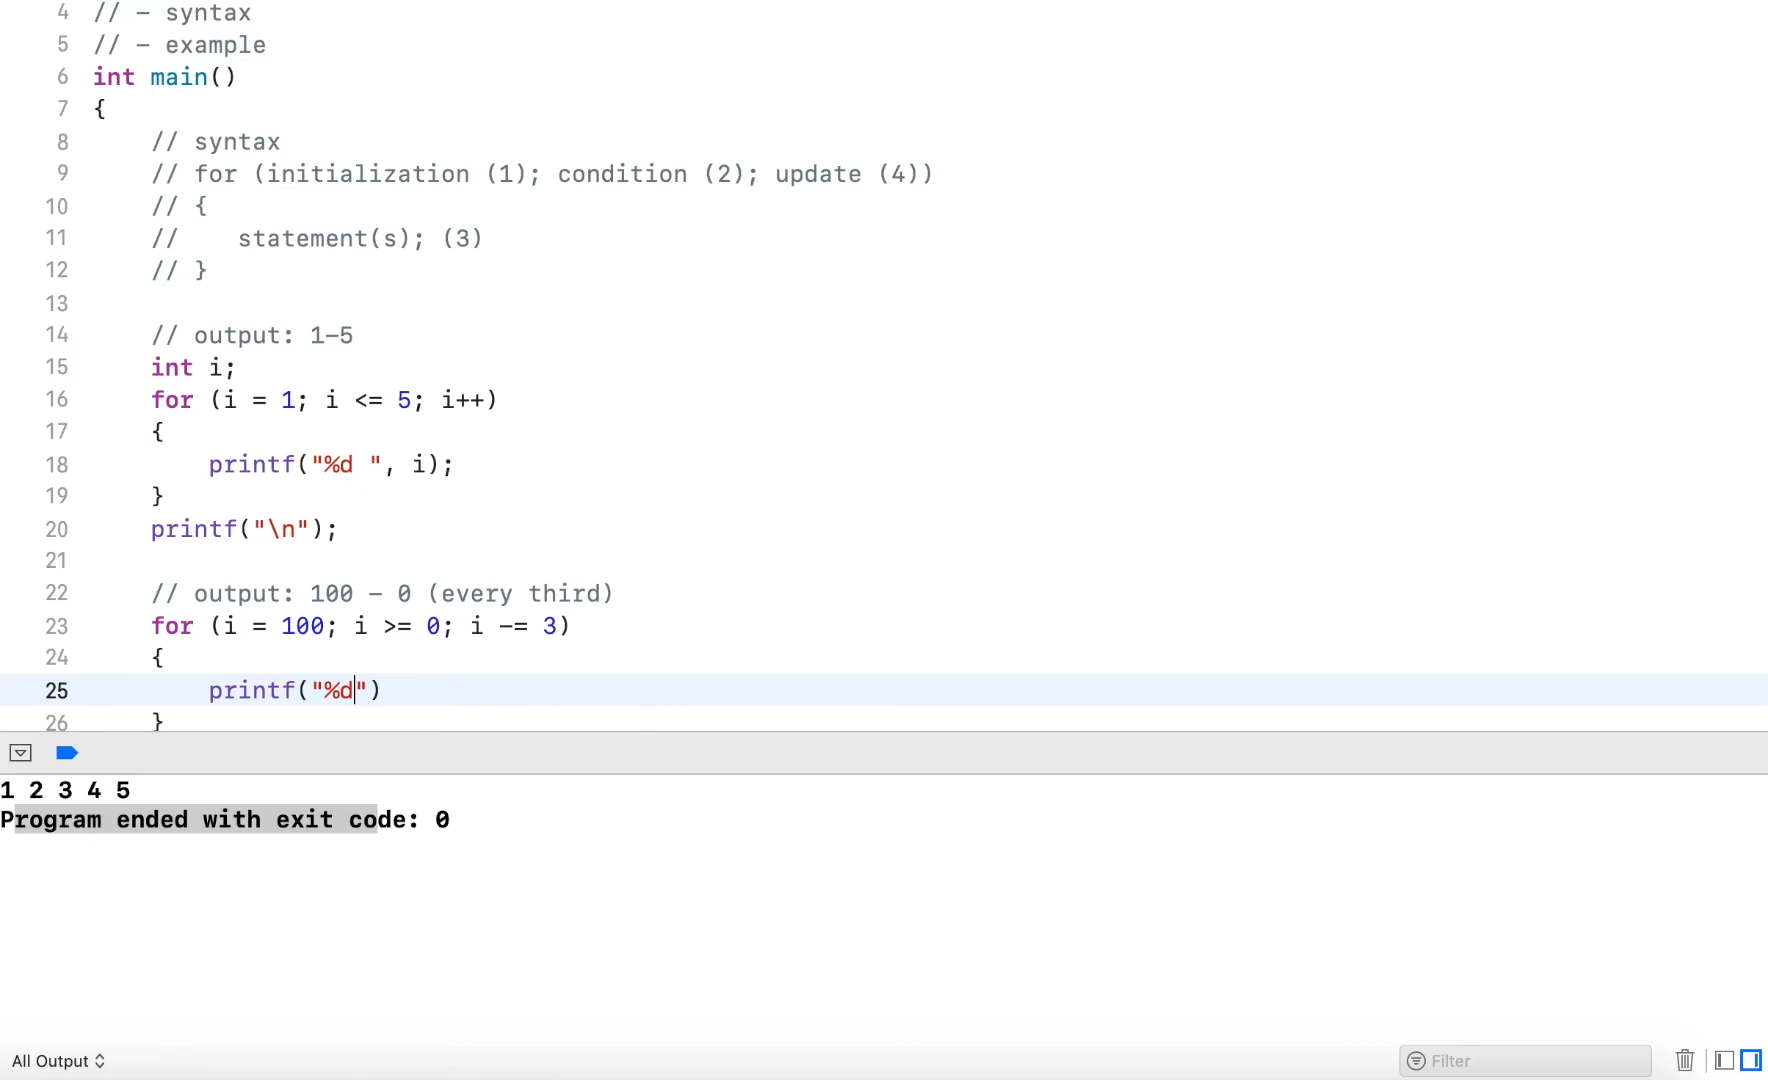 4 // - syntax
5 // - example
6 int main()
7 {
8 // syntax
9 // for (initialization (1); condition (2); update (4))
10 // {
11 //    statement(s); (3)
12 // }
13
14 // output: 1-5
15 int i;
16 for (i = 1; i <= 5; i++)
17 {
18 printf("%d ", i);
19 }
20 printf("\n");
21
22 // output: 100 - 0 (every third)
23 for (i = 100; i >= 0; i -= 3)
24 {
25 printf("%d")
26 }
1 2 3 4 5
Program ended with exit code: 0
All Output
Filter